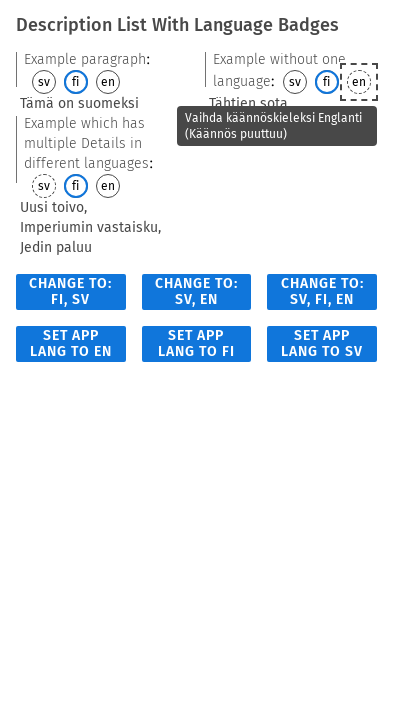 Description List With Language Badges
Example paragraph:
sv fi en
Tämä on suomeksi
Example without one
language: sv fi en
Tähtien sota
Vaihda käännöskieleksi Englanti
(Käännös puuttuu)
Example which has
multiple Details in
different languages:
sv fi en
Uusi toivo,
Imperiumin vastaisku,
Jedin paluu
CHANGE TO:
FI, SV
CHANGE TO:
SV, EN
CHANGE TO:
SV, FI, EN
SET APP
LANG TO EN
SET APP
LANG TO FI
SET APP
LANG TO SV